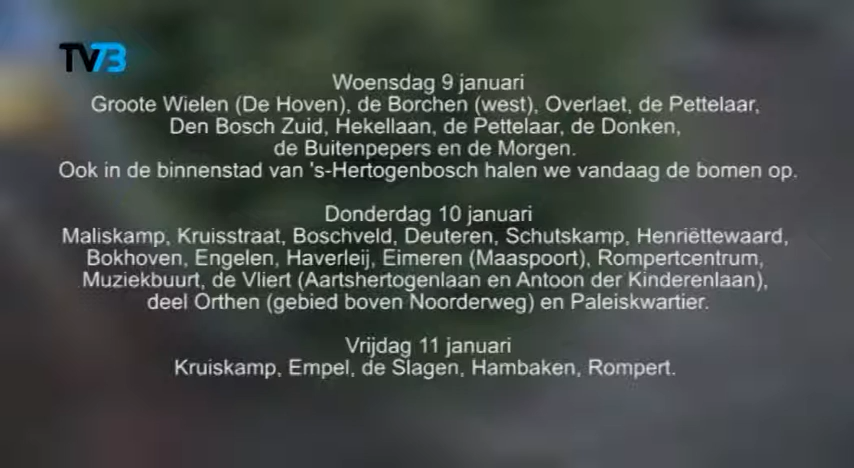 TV73
Woensdag 9 januari
Groote Wielen (De Hoven), de Borchen (west), Overlaet, de Pettelaar,
Den Bosch Zuid, Hekellaan, de Pettelaar, de Donken,
de Buitenpepers en de Morgen.
Ook in de binnenstad van 's-Hertogenbosch halen we vandaag de bomen op.
Donderdag 10 januari
Maliskamp, Kruisstraat, Boschveld, Deuteren, Schutskamp, Henriëttewaard,
Bokhoven, Engelen, Haverleij, Eimeren (Maaspoort), Rompertcentrum,
Muziekbuurt, de Vliert (Aartshertogenlaan en Antoon der Kinderenlaan),
deel Orthen (gebied boven Noorderweg) en Paleiskwartier.
Vrijdag 11 januari
Kruiskamp, Empel, de Slagen, Hambaken, Rompert.